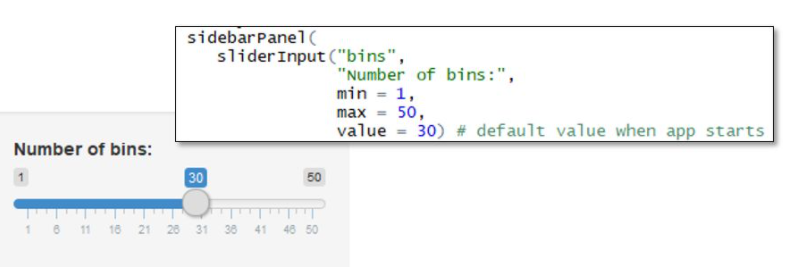 sidebarPanel(
sliderInput("bins",
"Number of bins:",
min = 1,
max = 50,
value = 30) # default value when app starts
Number of bins:
1 30 50
1 6 11 16 21 26 31 36 41 46 50